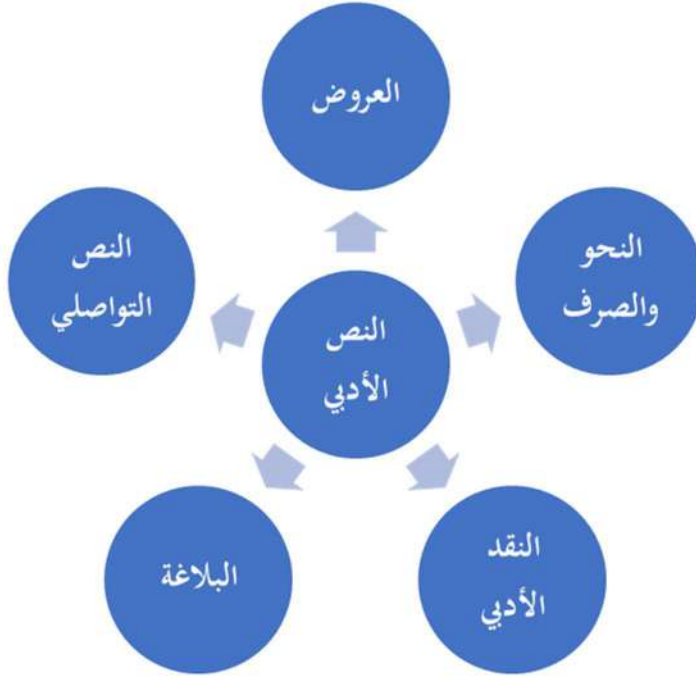 العروض
النحو
والصرف
النص
التواصلي
النص
الأدبي
النقد
الأدبي
البلاغة